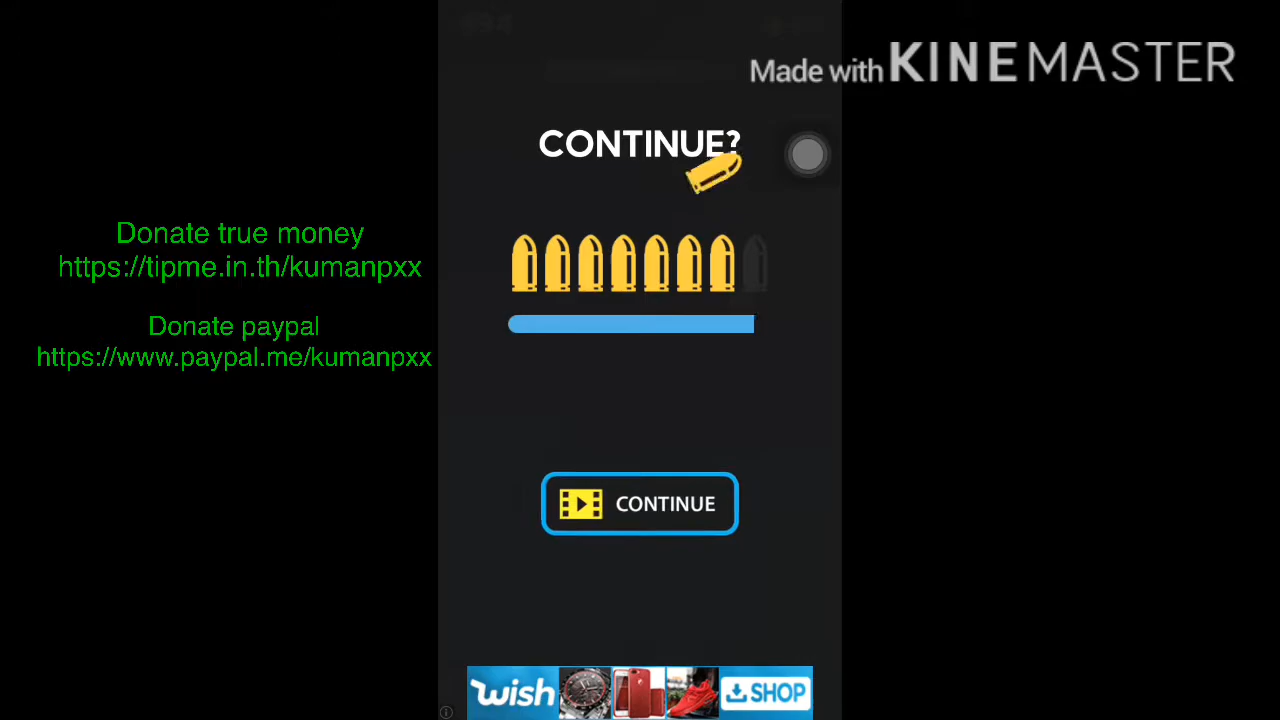 Made with KINEMASTER
CONTINUE?
Donate true money
https://tipme.in.th/kumanpxx
Donate paypal
https://www.paypal.me/kumanpxx
CONTINUE
wish
SHOP